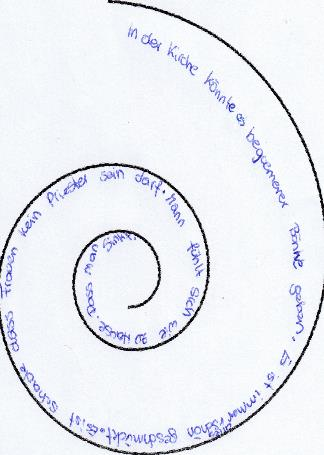 In der Kirche könnte es bequemere Bänke geben. Es ist immer schön geschmückt. Es ist schade dass Frauen kein Priester sein darf. Mann fühlt sich wie zu Hause. Dass man